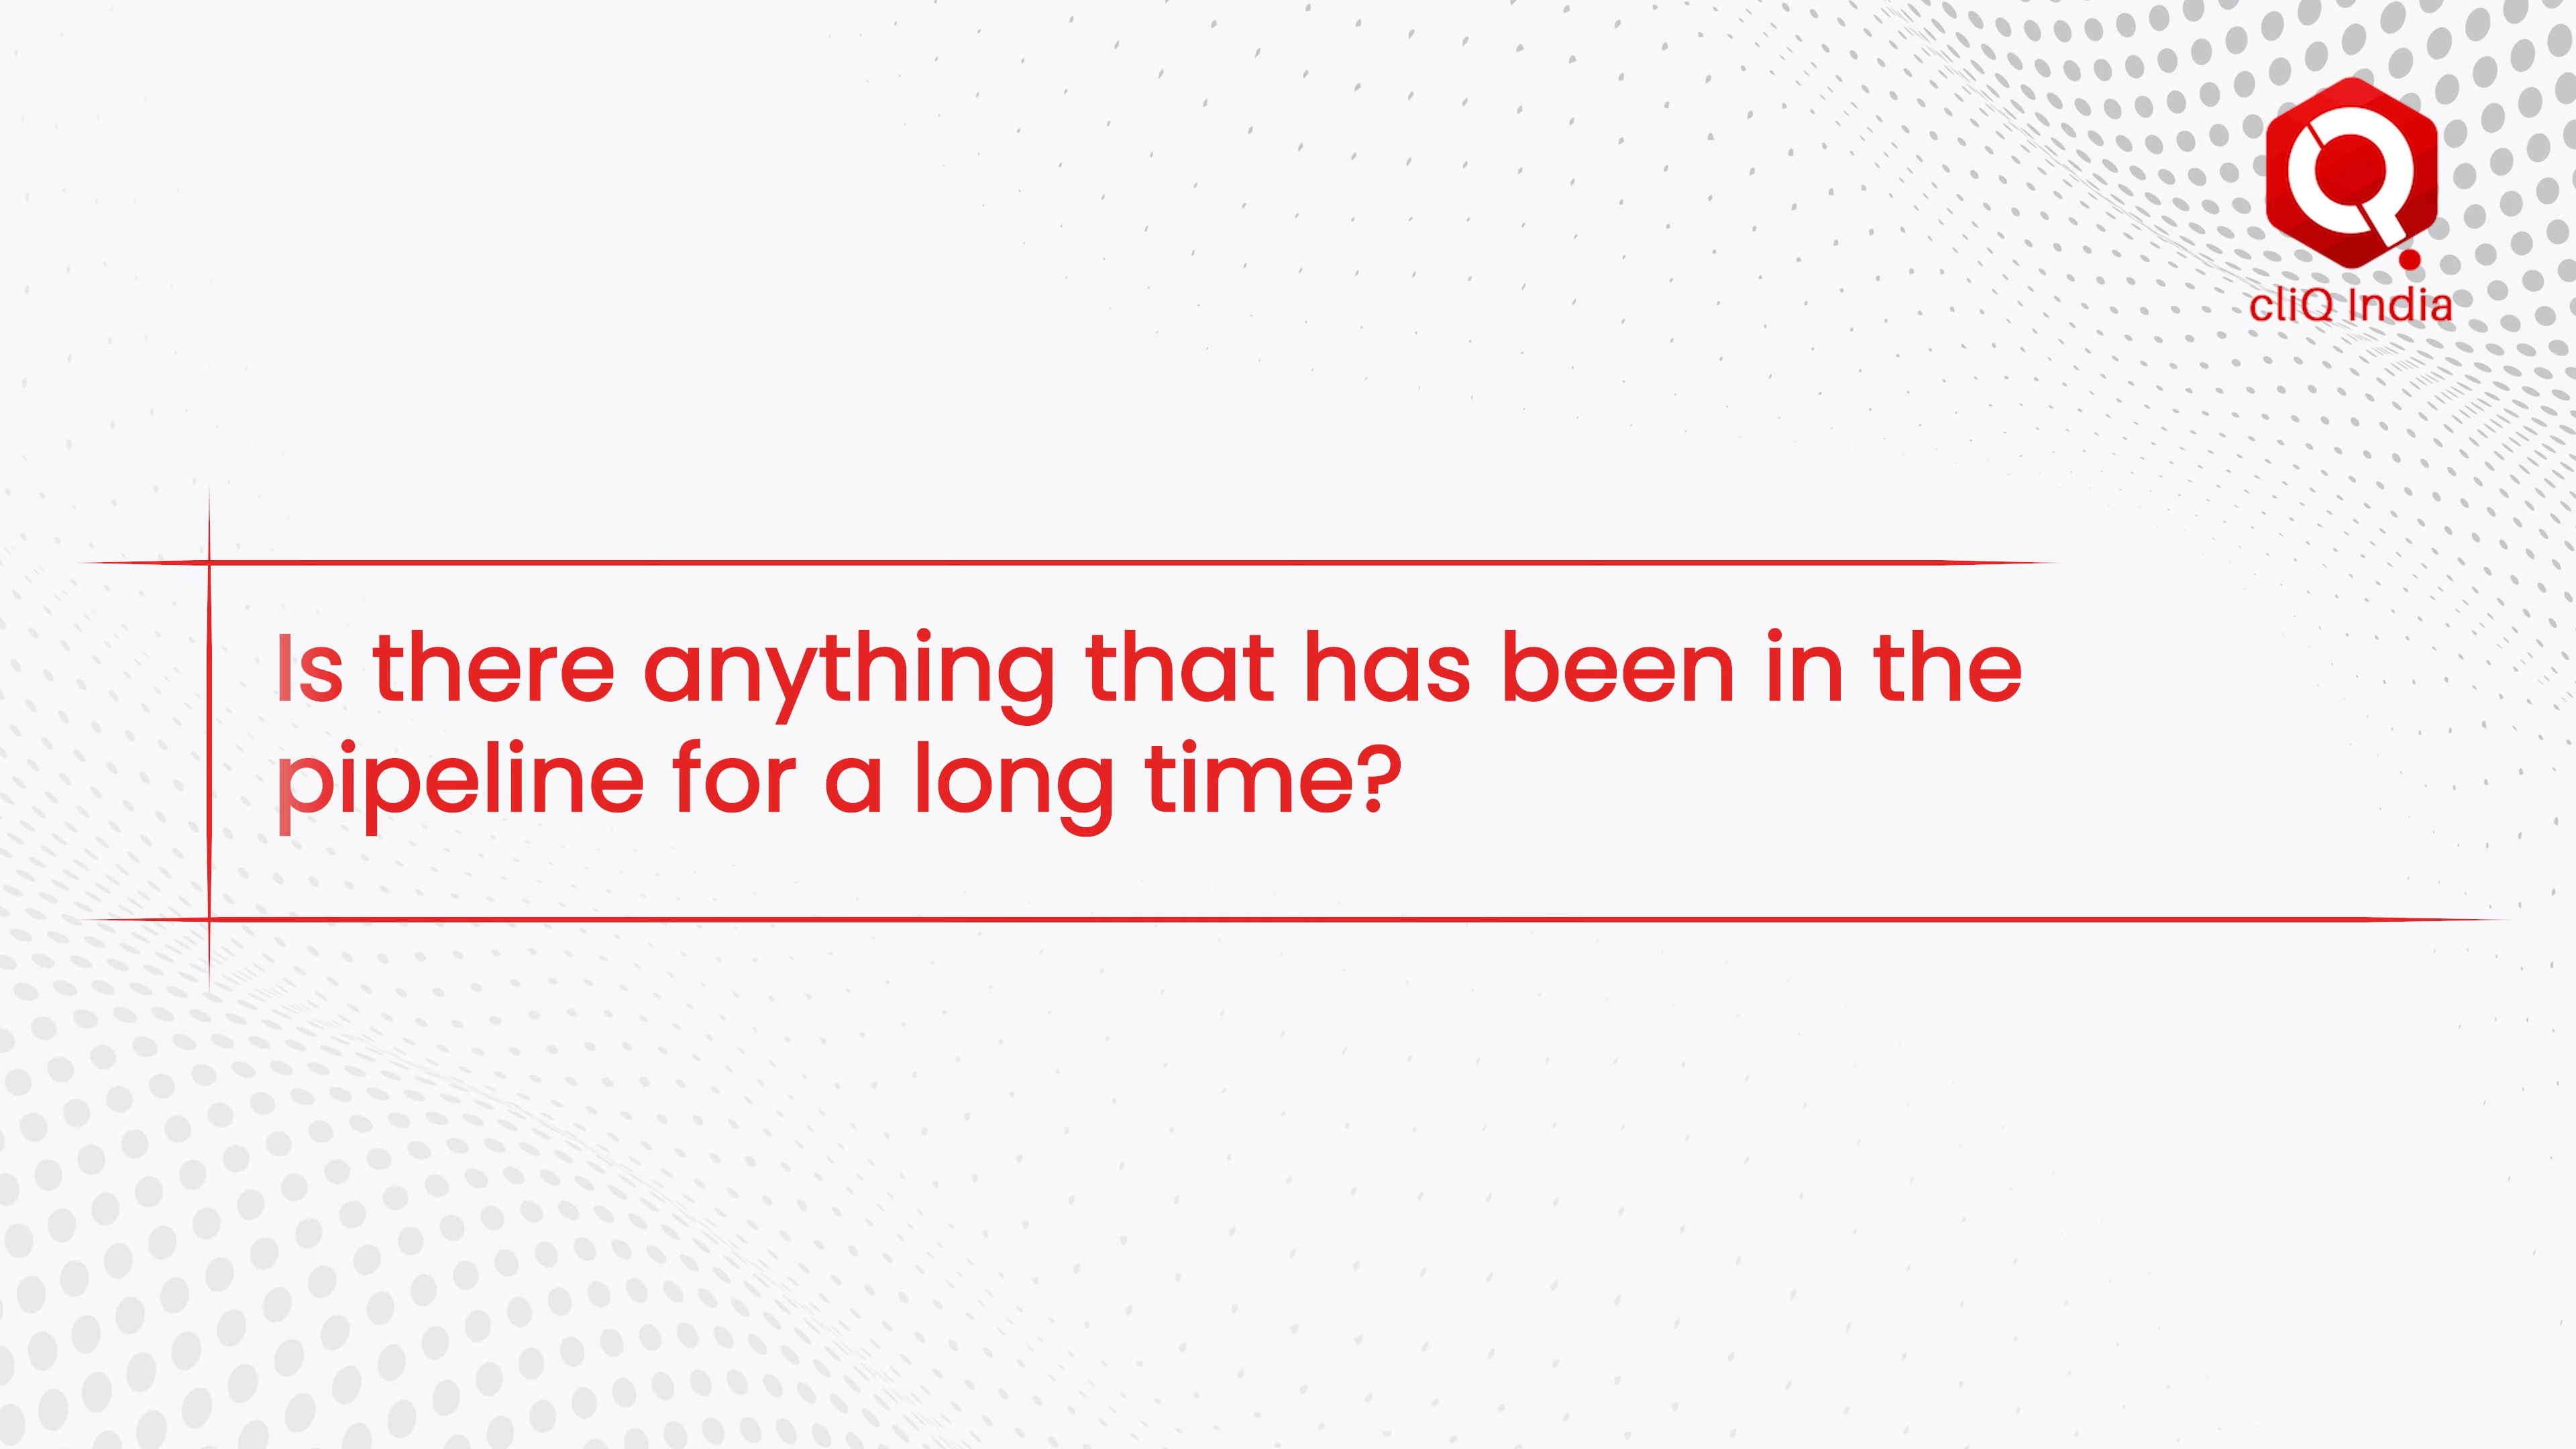 cliQ India
Is there anything that has been in the
pipeline for a long time?